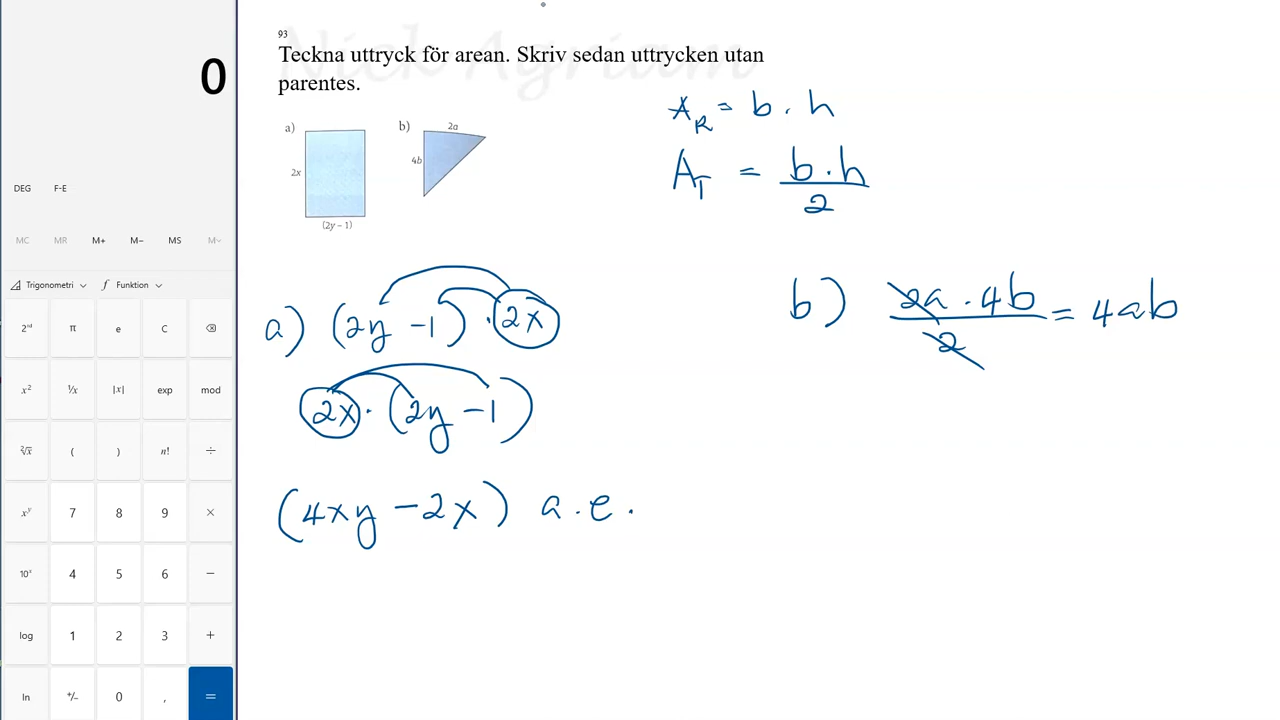 0
DEG F-E
MC MR M+ M− MS M
Trigonometri Funktion
2ⁿᵈ π e C
x² ¹/x |x| exp mod
²√x ( ) n! ÷
xʸ 7 8 9 ×
10ˣ 4 5 6 −
log 1 2 3 +
ln +/− 0 , =
93
Teckna uttryck för arean. Skriv sedan uttrycken utan
parentes.
a) 2x (2y – 1)
b) 2a 4b
A_R = b · h
A_T = b · h / 2
a) (2y − 1) · 2x
2x · (2y − 1)
(4xy − 2x) a.e.
b) 2a · 4b / 2 = 4ab